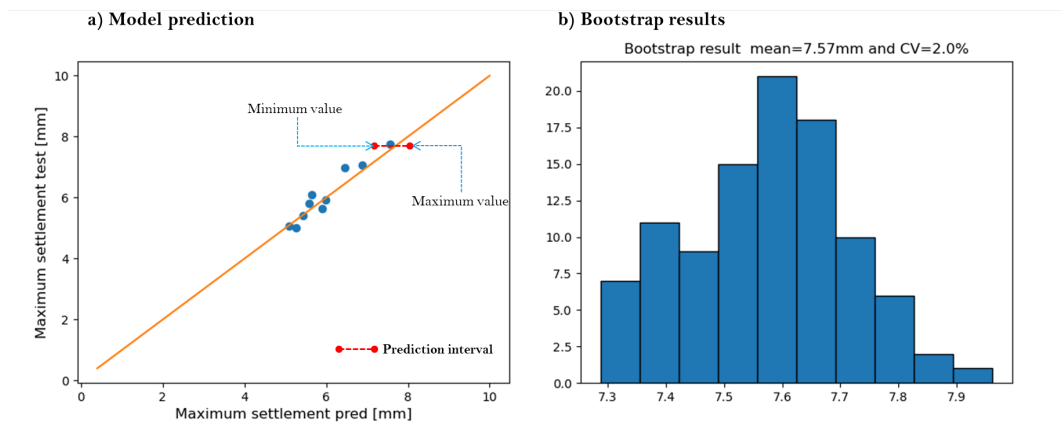 a) Model prediction
Maximum settlement test [mm]
10
8
6
4
2
0
Minimum value
Maximum value
Prediction interval
0 2 4 6 8 10
Maximum settlement pred [mm]
b) Bootstrap results
Bootstrap result mean=7.57mm and CV=2.0%
20.0
17.5
15.0
12.5
10.0
7.5
5.0
2.5
0.0
7.3 7.4 7.5 7.6 7.7 7.8 7.9